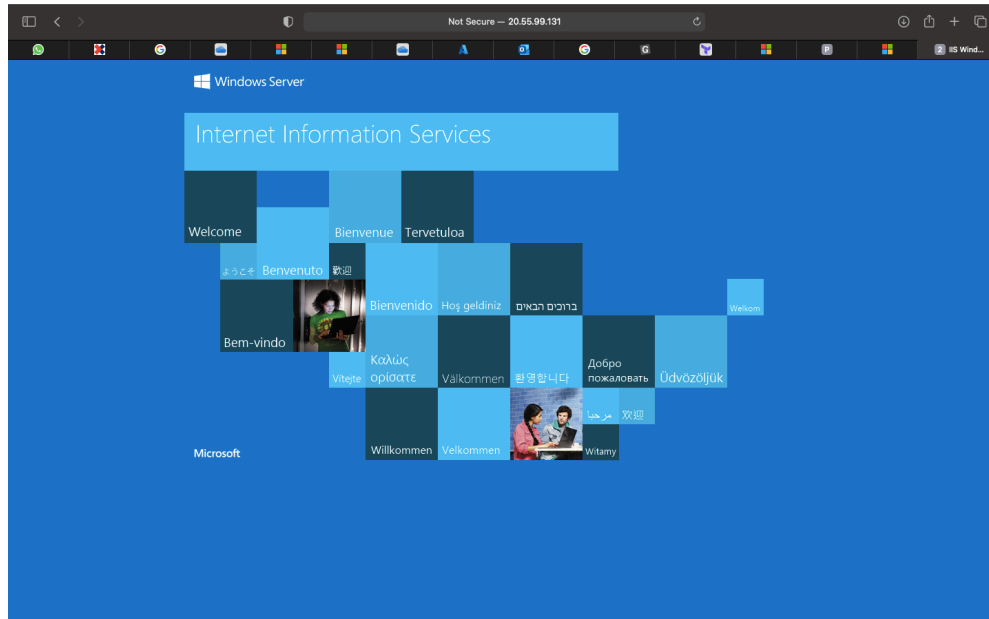 Not Secure — 20.55.99.131
G
P
2 IIS Wind...
Windows Server
Internet Information Services
Welcome
Bienvenue
Tervetuloa
ようこそ
Benvenuto
歡迎
Bienvenido
Hoş geldiniz
ברוכים הבאים
Welkom
Bem-vindo
Vítejte
Καλώς
ορίσατε
Välkommen
환영합니다
Добро
пожаловать
Üdvözöljük
Willkommen
Velkommen
مرحبا
欢迎
Witamy
Microsoft